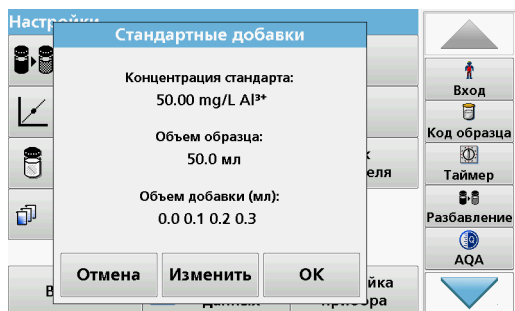 Настройки
Стандартные добавки
Концентрация стандарта:
50.00 mg/L Al³⁺
Объем образца:
50.0 мл
Объем добавки (мл):
0.0 0.1 0.2 0.3
Отмена
Изменить
OK
Вход
Код образца
Таймер
Разбавление
AQA